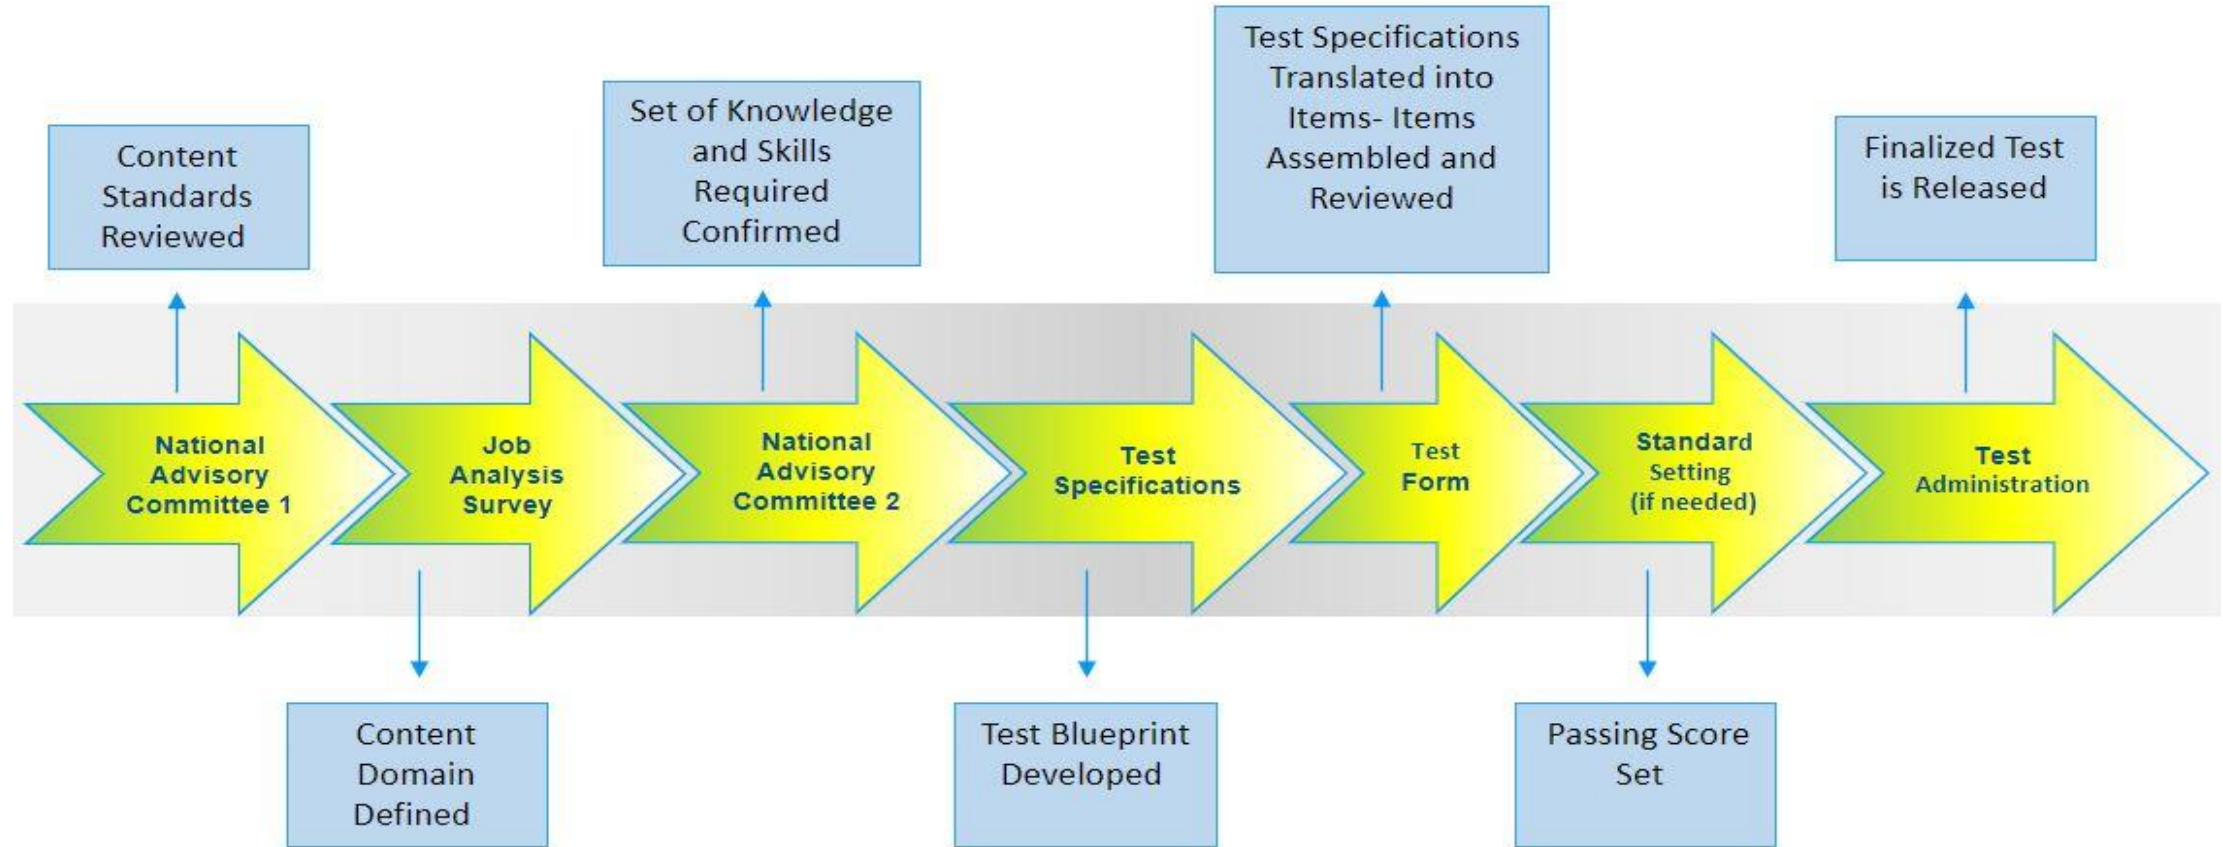 Content
Standards
Reviewed
Set of Knowledge
and Skills
Required
Confirmed
Test Specifications
Translated into
Items- Items
Assembled and
Reviewed
Finalized Test
is Released
National
Advisory
Committee 1
Job
Analysis
Survey
National
Advisory
Committee 2
Test
Specifications
Test
Form
Standard
Setting
(if needed)
Test
Administration
Content
Domain
Defined
Test Blueprint
Developed
Passing Score
Set